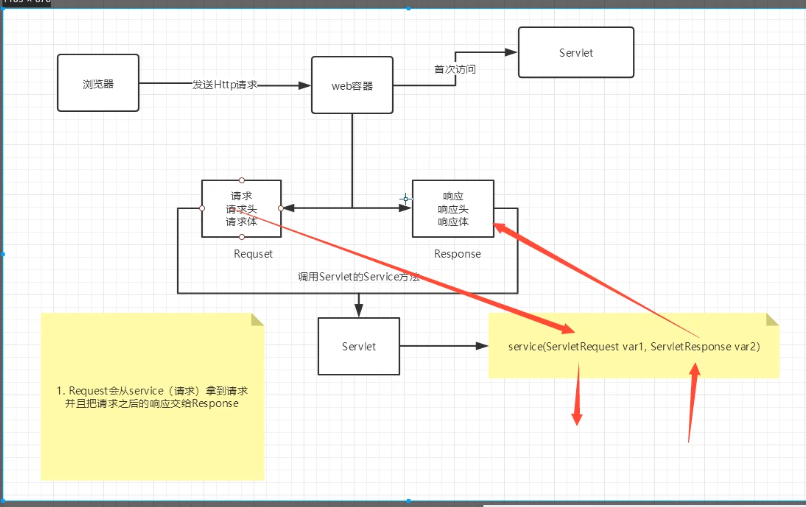 浏览器
发送Http请求
web容器
首次访问
Servlet
请求
请求头
请求体
响应
响应头
响应体
Requset
Response
调用Servlet的Service方法
Servlet
service(ServletRequest var1, ServletResponse var2)
1. Request会从service（请求）拿到请求
并且把请求之后的响应交给Response